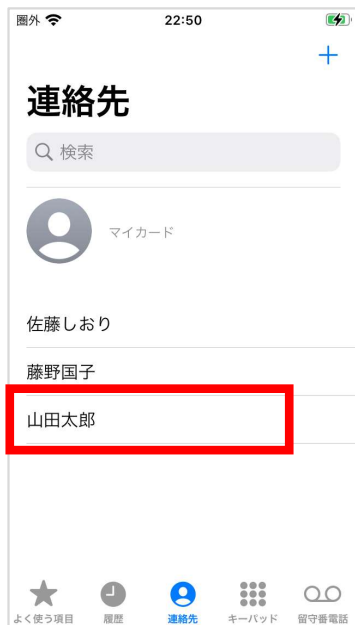 圏外 22:50
連絡先
検索
マイカード
佐藤しおり
藤野国子
山田太郎
よく使う項目 履歴 連絡先 キーパッド 留守番電話